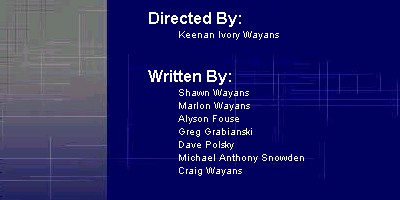 Directed By:
Keenan Ivory Wayans
Written By:
Shawn Wayans
Marlon Wayans
Alyson Fouse
Greg Grabianski
Dave Polsky
Michael Anthony Snowden
Craig Wayans